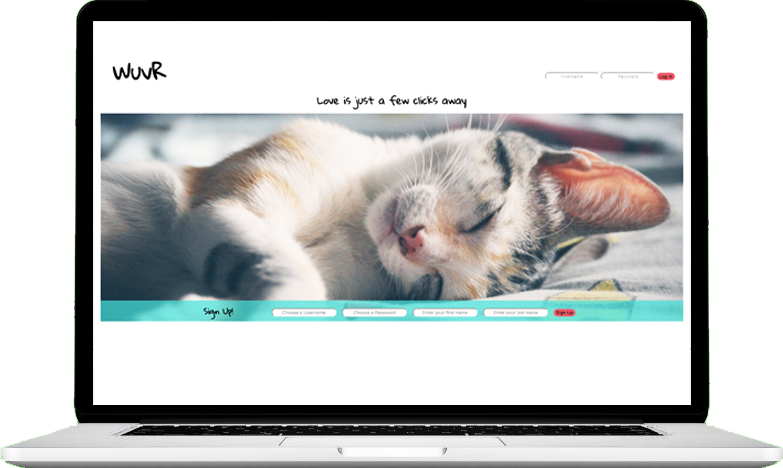 WUVR
Username Password Log in
Love is just a few clicks away
Sign Up! Choose a Username Choose a Password Enter your first name Enter your last name Sign Up